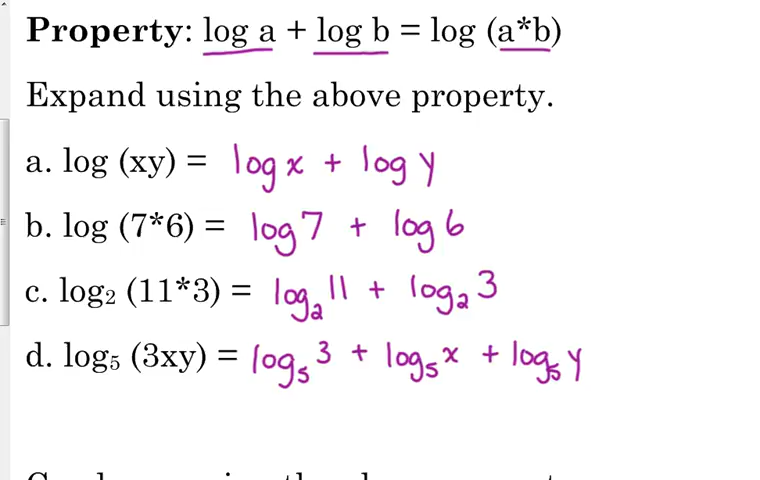 Property: log a + log b = log (a*b)
Expand using the above property.
a. log (xy) = log x + log y
b. log (7*6) = log 7 + log 6
c. log₂ (11*3) = log₂ 11 + log₂ 3
d. log₅ (3xy) = log₅ 3 + log₅ x + log₅ y